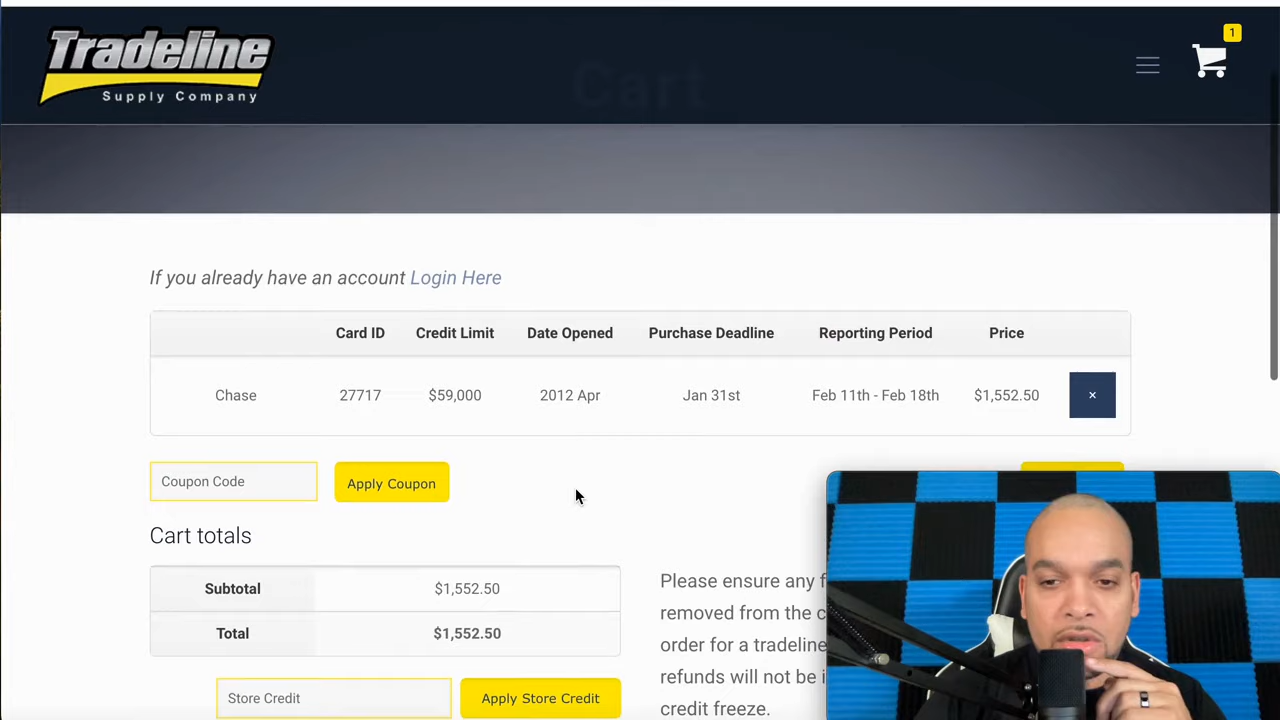 Tradeline
Supply Company
1
Cart
If you already have an account Login Here
Card ID Credit Limit Date Opened Purchase Deadline Reporting Period Price
Chase 27717 $59,000 2012 Apr Jan 31st Feb 11th - Feb 18th $1,552.50 ×
Coupon Code Apply Coupon
Cart totals
Subtotal $1,552.50
Total $1,552.50
Please ensure any
removed from the
order for a tradeline
refunds will not be
credit freeze.
Store Credit Apply Store Credit